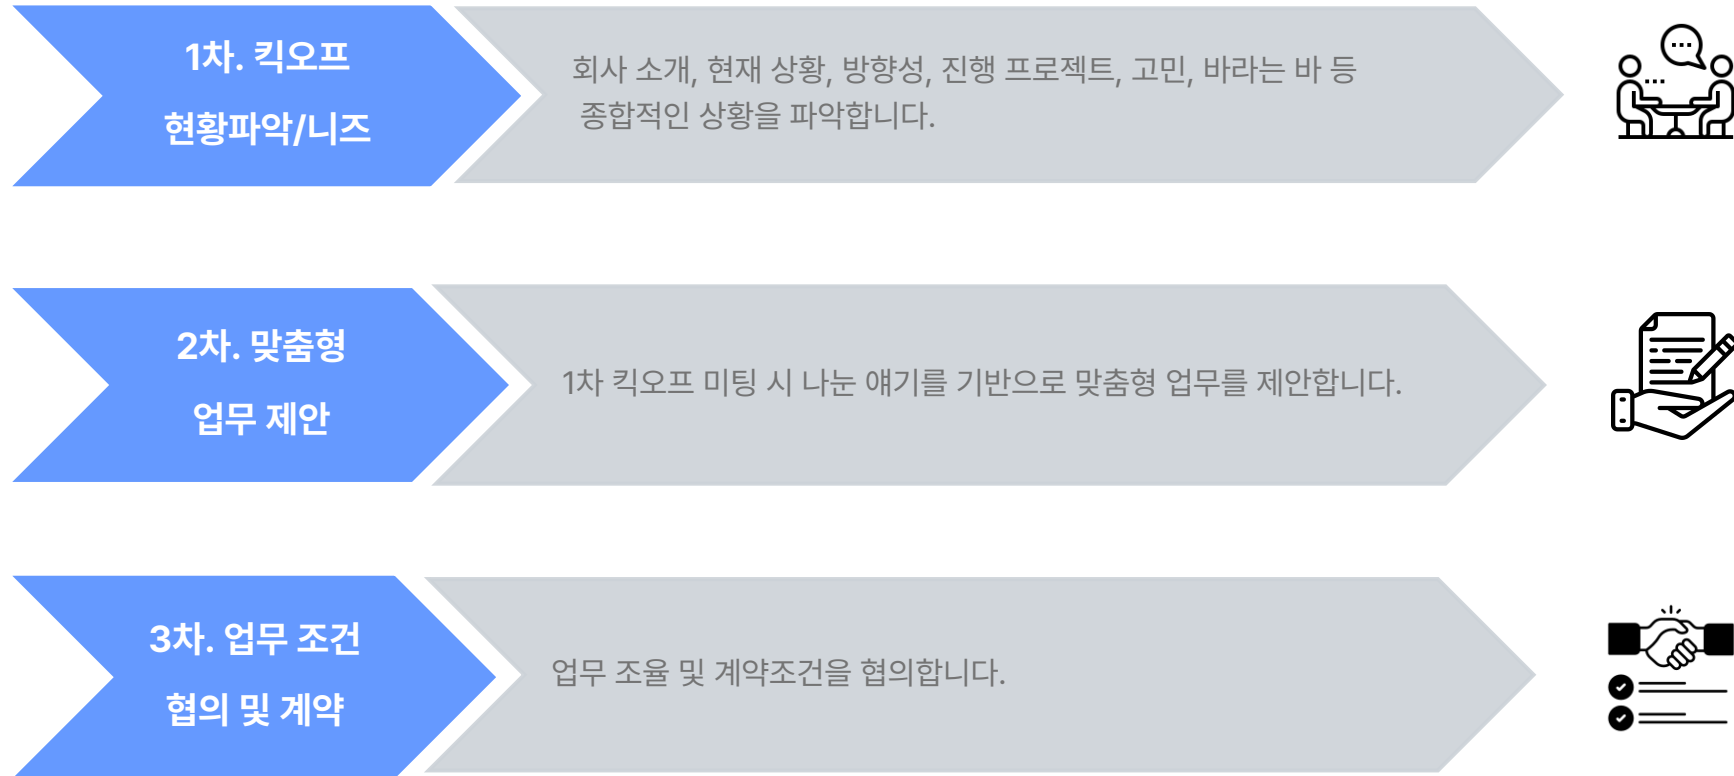 1차. 킥오프
현황파악/니즈
회사 소개, 현재 상황, 방향성, 진행 프로젝트, 고민, 바라는 바 등
종합적인 상황을 파악합니다.
2차. 맞춤형
업무 제안
1차 킥오프 미팅 시 나눈 얘기를 기반으로 맞춤형 업무를 제안합니다.
3차. 업무 조건
협의 및 계약
업무 조율 및 계약조건을 협의합니다.